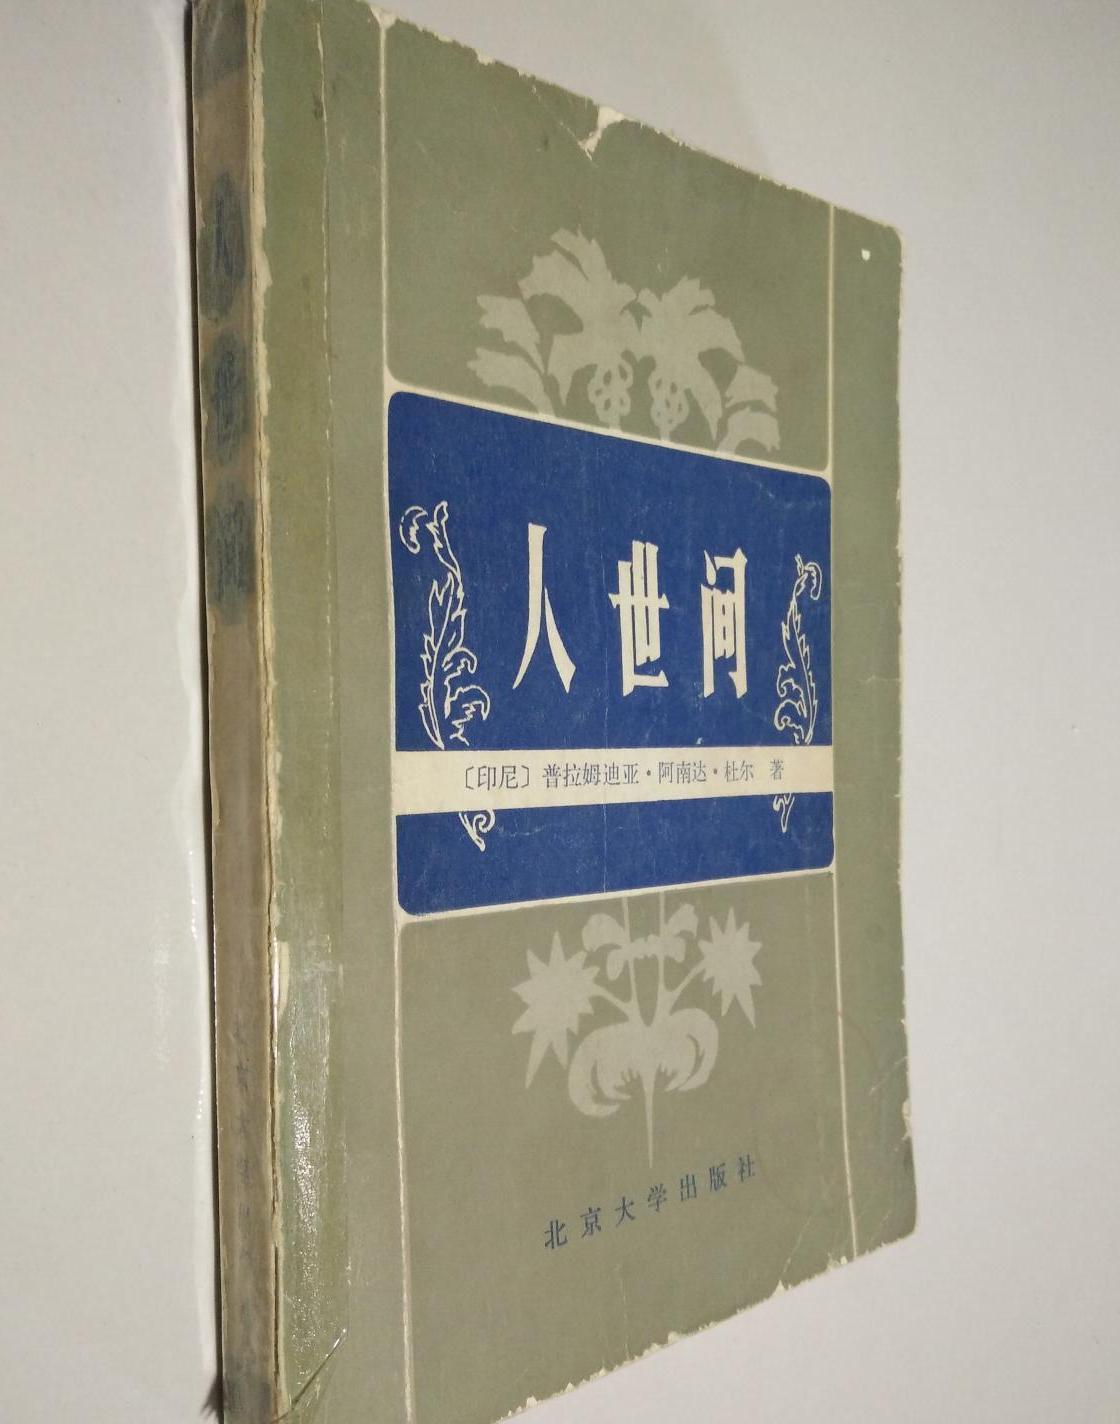 人世间
〔印尼〕普拉姆迪亚·阿南达·杜尔 著
北京大学出版社
人世间